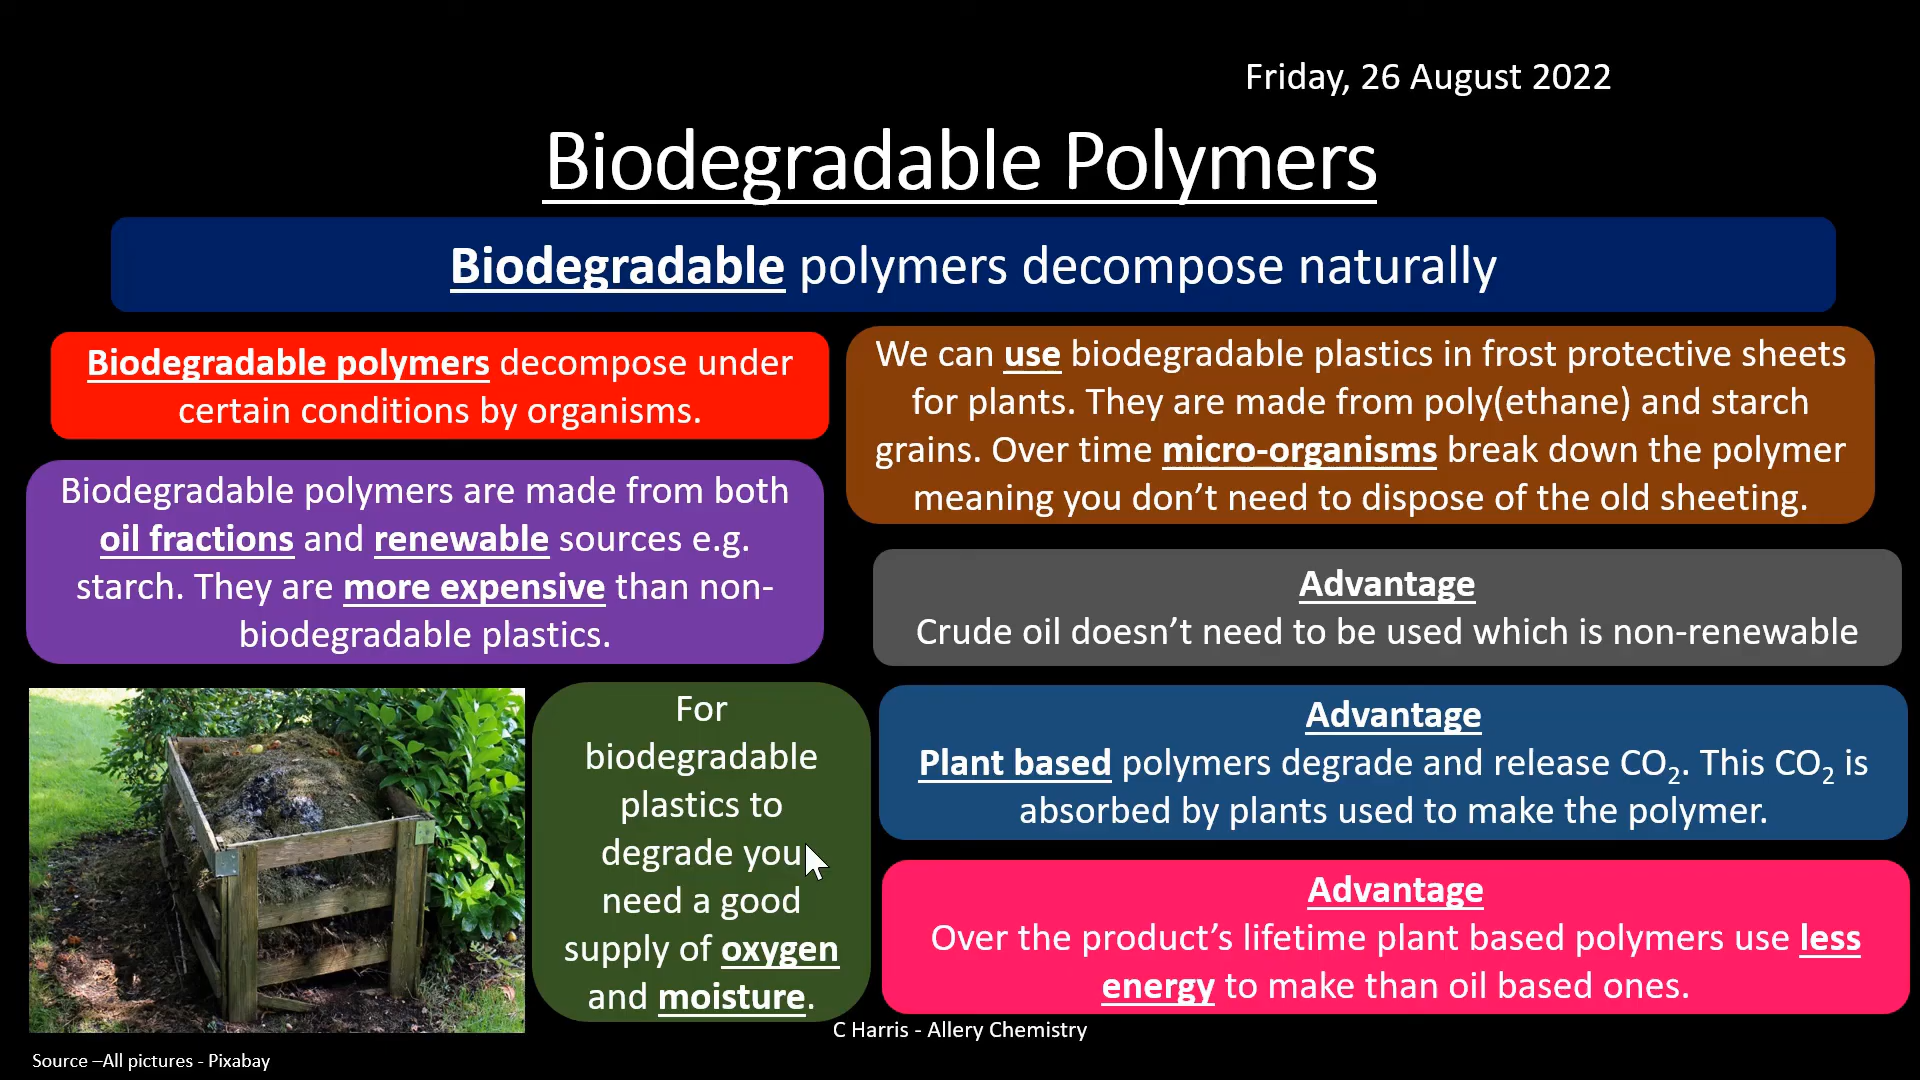 Friday, 26 August 2022
Biodegradable Polymers
Biodegradable polymers decompose naturally
Biodegradable polymers decompose under
certain conditions by organisms.
Biodegradable polymers are made from both
oil fractions and renewable sources e.g.
starch. They are more expensive than non-
biodegradable plastics.
For
biodegradable
plastics to
degrade you
need a good
supply of oxygen
and moisture.
We can use biodegradable plastics in frost protective sheets
for plants. They are made from poly(ethane) and starch
grains. Over time micro-organisms break down the polymer
meaning you don’t need to dispose of the old sheeting.
Advantage
Crude oil doesn’t need to be used which is non-renewable
Advantage
Plant based polymers degrade and release CO₂. This CO₂ is
absorbed by plants used to make the polymer.
Advantage
Over the product’s lifetime plant based polymers use less
energy to make than oil based ones.
C Harris - Allery Chemistry
Source –All pictures - Pixabay